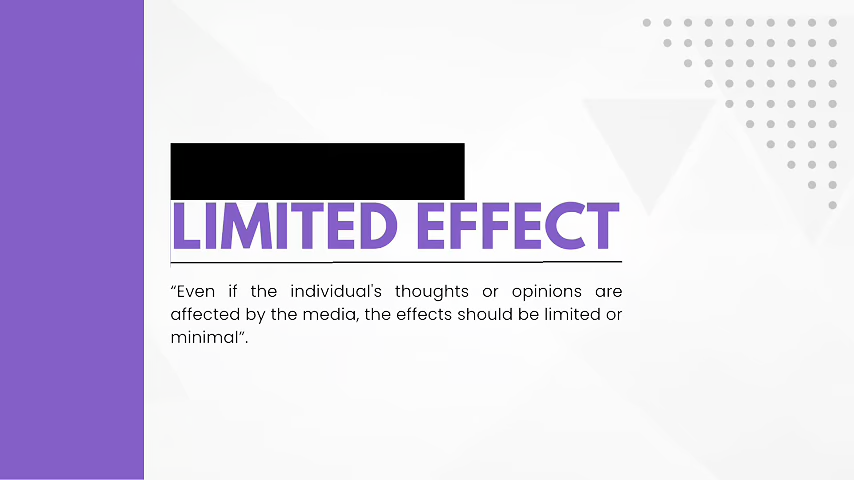 LIMITED EFFECT
“Even if the individual's thoughts or opinions are
affected by the media, the effects should be limited or
minimal”.